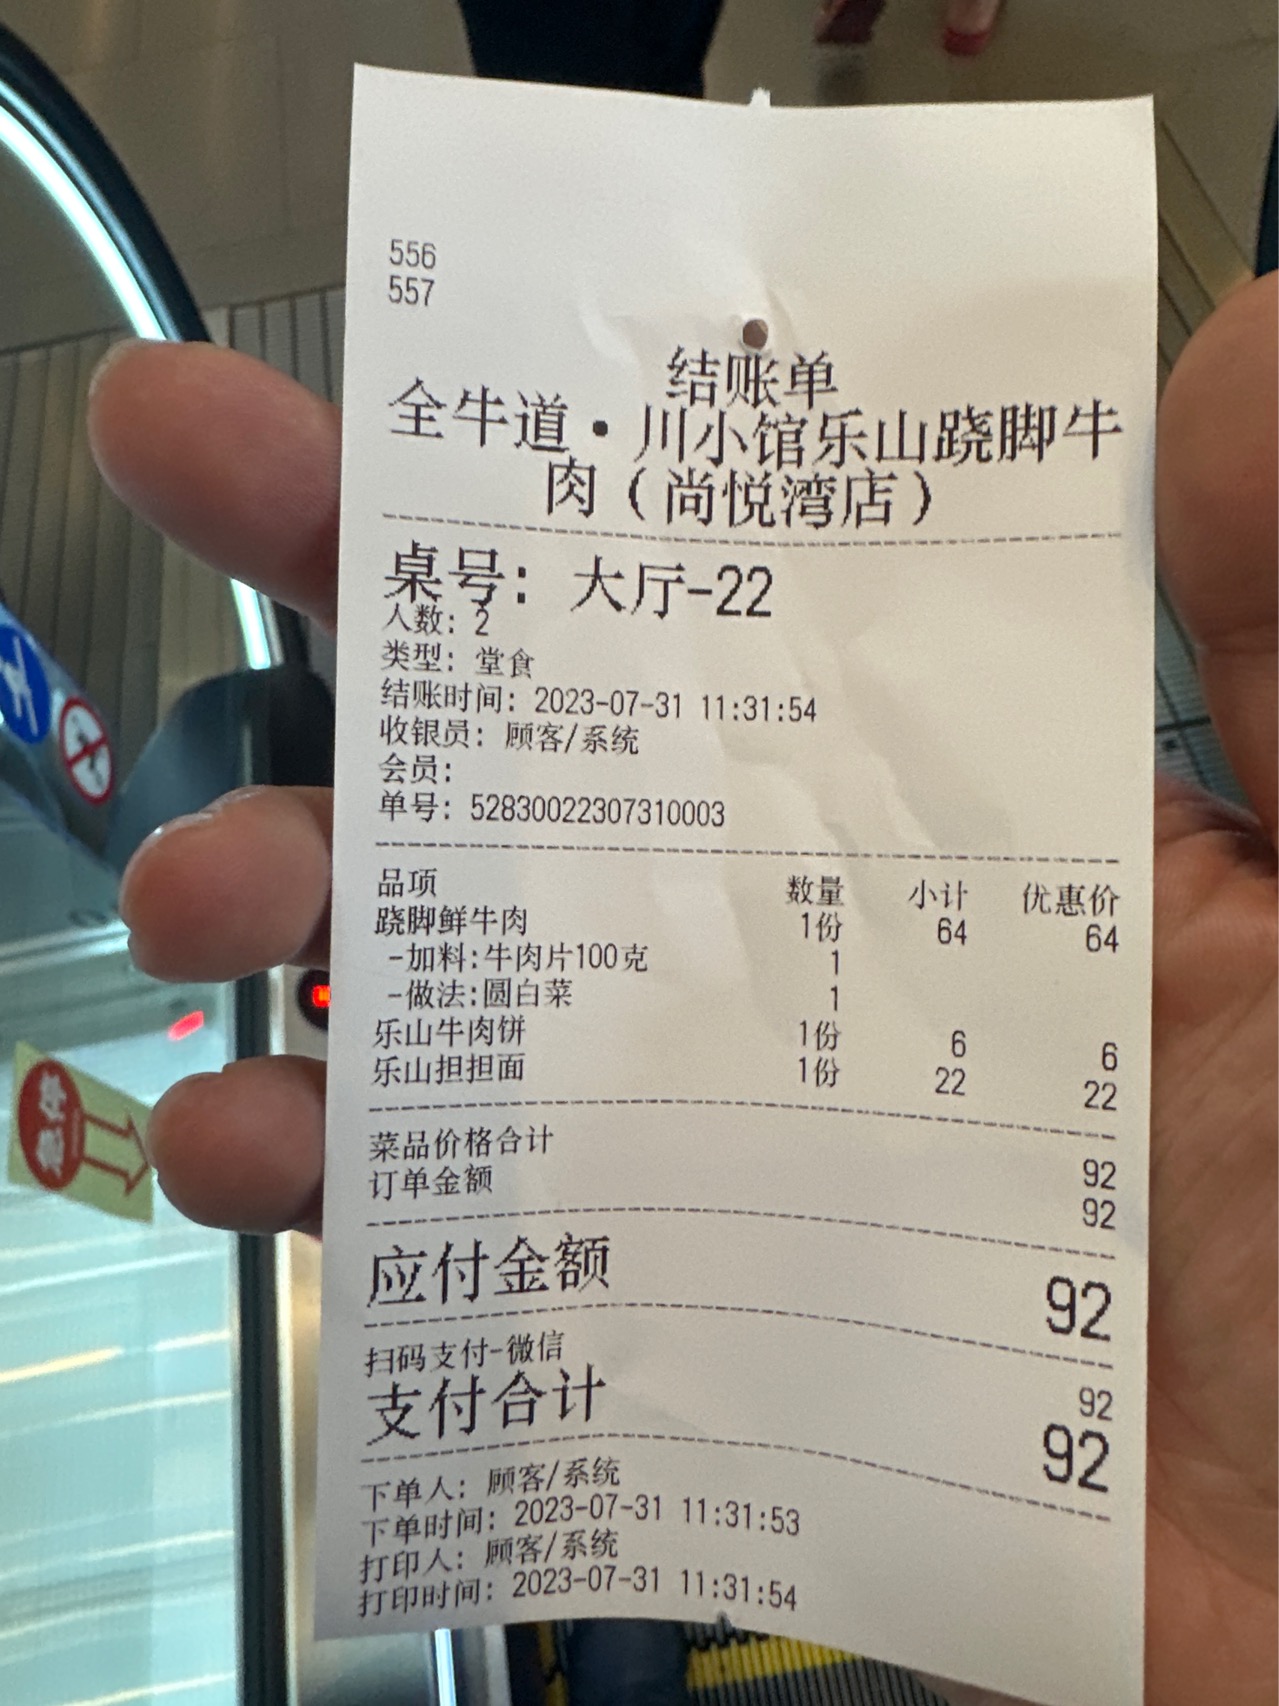 556
557
结账单
全牛道·川小馆乐山跷脚牛
肉（尚悦湾店）
桌号：大厅-22
人数：2
类型：堂食
结账时间：2023-07-31 11:31:54
收银员：顾客/系统
会员：
单号：52830022307310003
品项 数量 小计 优惠价
跷脚鲜牛肉 1份 64 64
-加料:牛肉片100克 1
-做法:圆白菜 1
乐山牛肉饼 1份 6 6
乐山担担面 1份 22 22
菜品价格合计 92
订单金额 92
应付金额 92
扫码支付-微信 92
支付合计 92
下单人：顾客/系统
下单时间：2023-07-31 11:31:53
打印人：顾客/系统
打印时间：2023-07-31 11:31:54